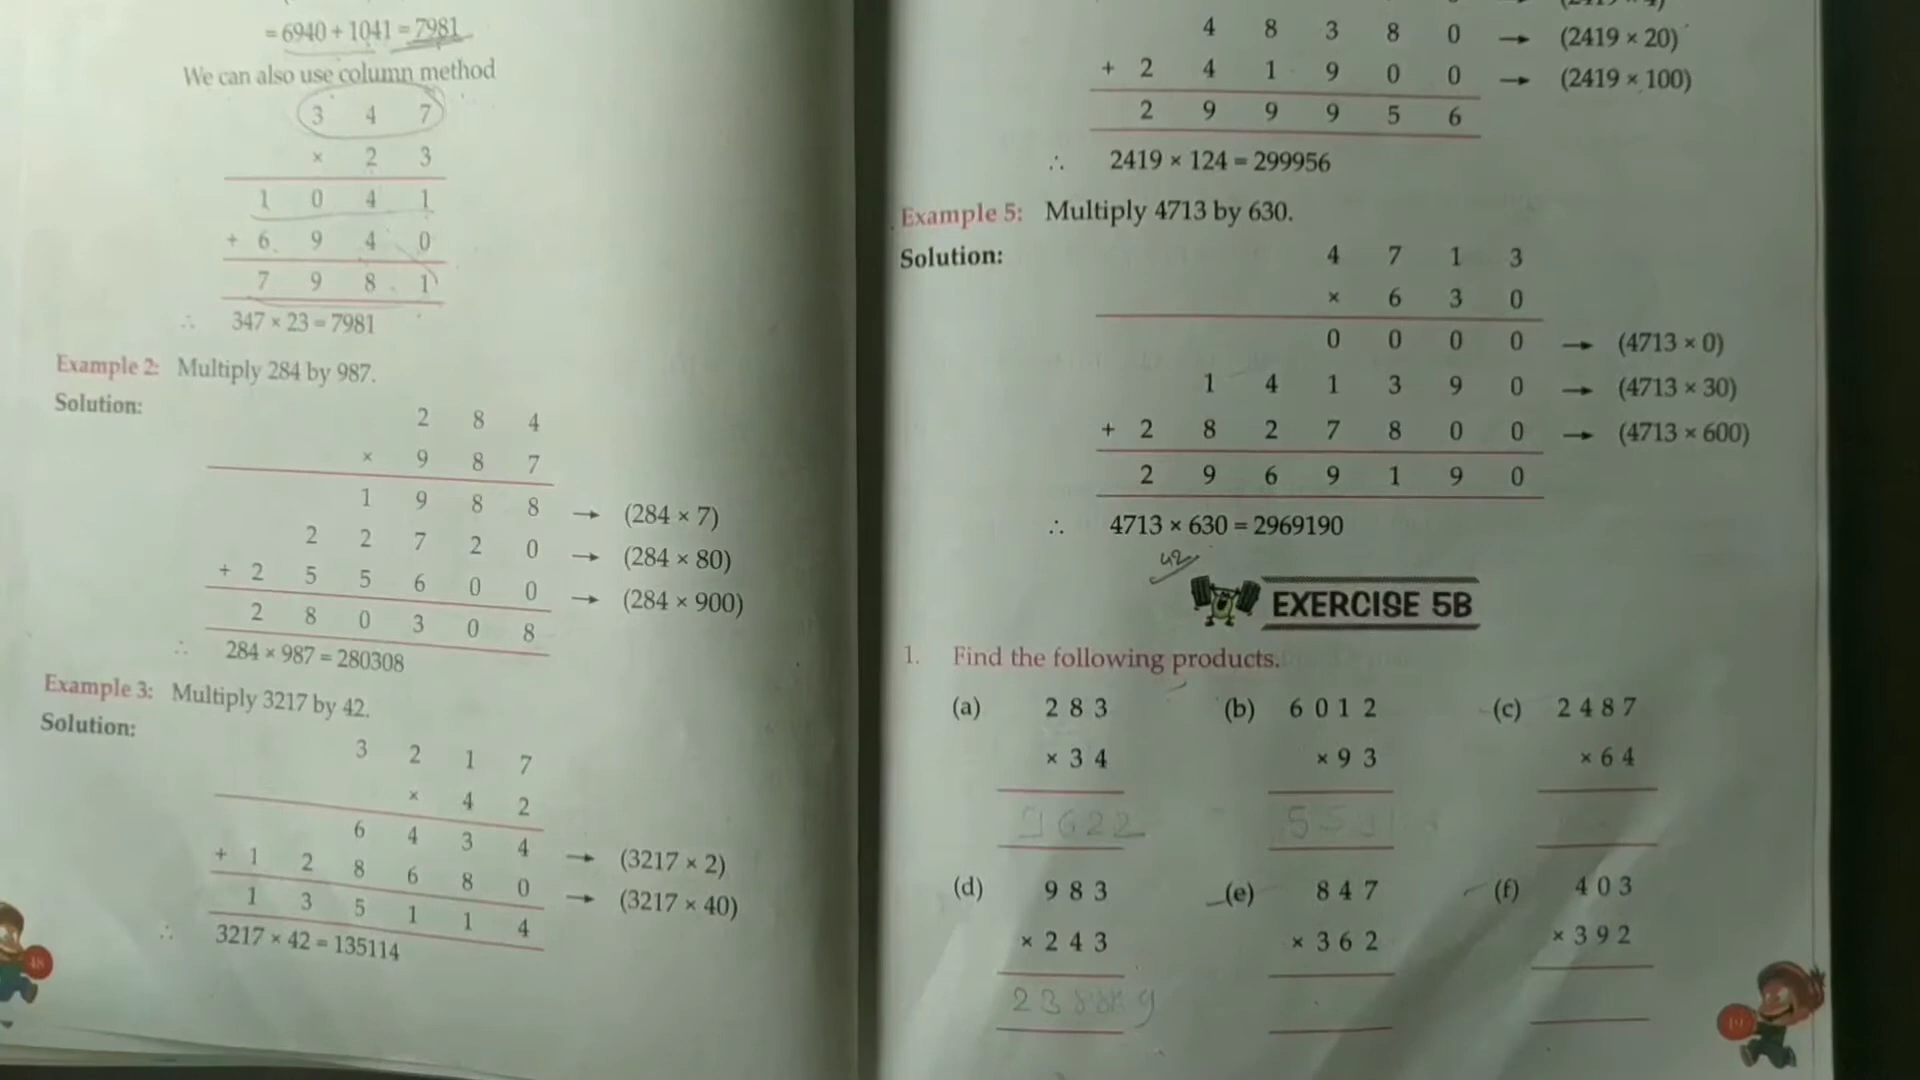 = 6940 + 1041 = 7981
We can also use column method
3 4 7
× 2 3
1 0 4 1
+ 6 9 4 0
7 9 8 1
∴ 347 × 23 = 7981
Example 2: Multiply 284 by 987.
Solution:
2 8 4
× 9 8 7
1 9 8 8 → (284 × 7)
2 2 7 2 0 → (284 × 80)
+ 2 5 5 6 0 0 → (284 × 900)
2 8 0 3 0 8
∴ 284 × 987 = 280308
Example 3: Multiply 3217 by 42.
Solution:
3 2 1 7
× 4 2
6 4 3 4 → (3217 × 2)
+ 1 2 8 6 8 0 → (3217 × 40)
1 3 5 1 1 4
∴ 3217 × 42 = 135114
48
4 8 3 8 0 → (2419 × 20)
+ 2 4 1 9 0 0 → (2419 × 100)
2 9 9 9 5 6
∴ 2419 × 124 = 299956
Example 5: Multiply 4713 by 630.
Solution:
4 7 1 3
× 6 3 0
0 0 0 0 → (4713 × 0)
1 4 1 3 9 0 → (4713 × 30)
+ 2 8 2 7 8 0 0 → (4713 × 600)
2 9 6 9 1 9 0
∴ 4713 × 630 = 2969190
42
EXERCISE 5B
1. Find the following products.
(a) 2 8 3 (b) 6 0 1 2 (c) 2 4 8 7
× 3 4 × 9 3 × 6 4
9622
(d) 9 8 3 (e) 8 4 7 (f) 4 0 3
× 2 4 3 × 3 6 2 × 3 9 2